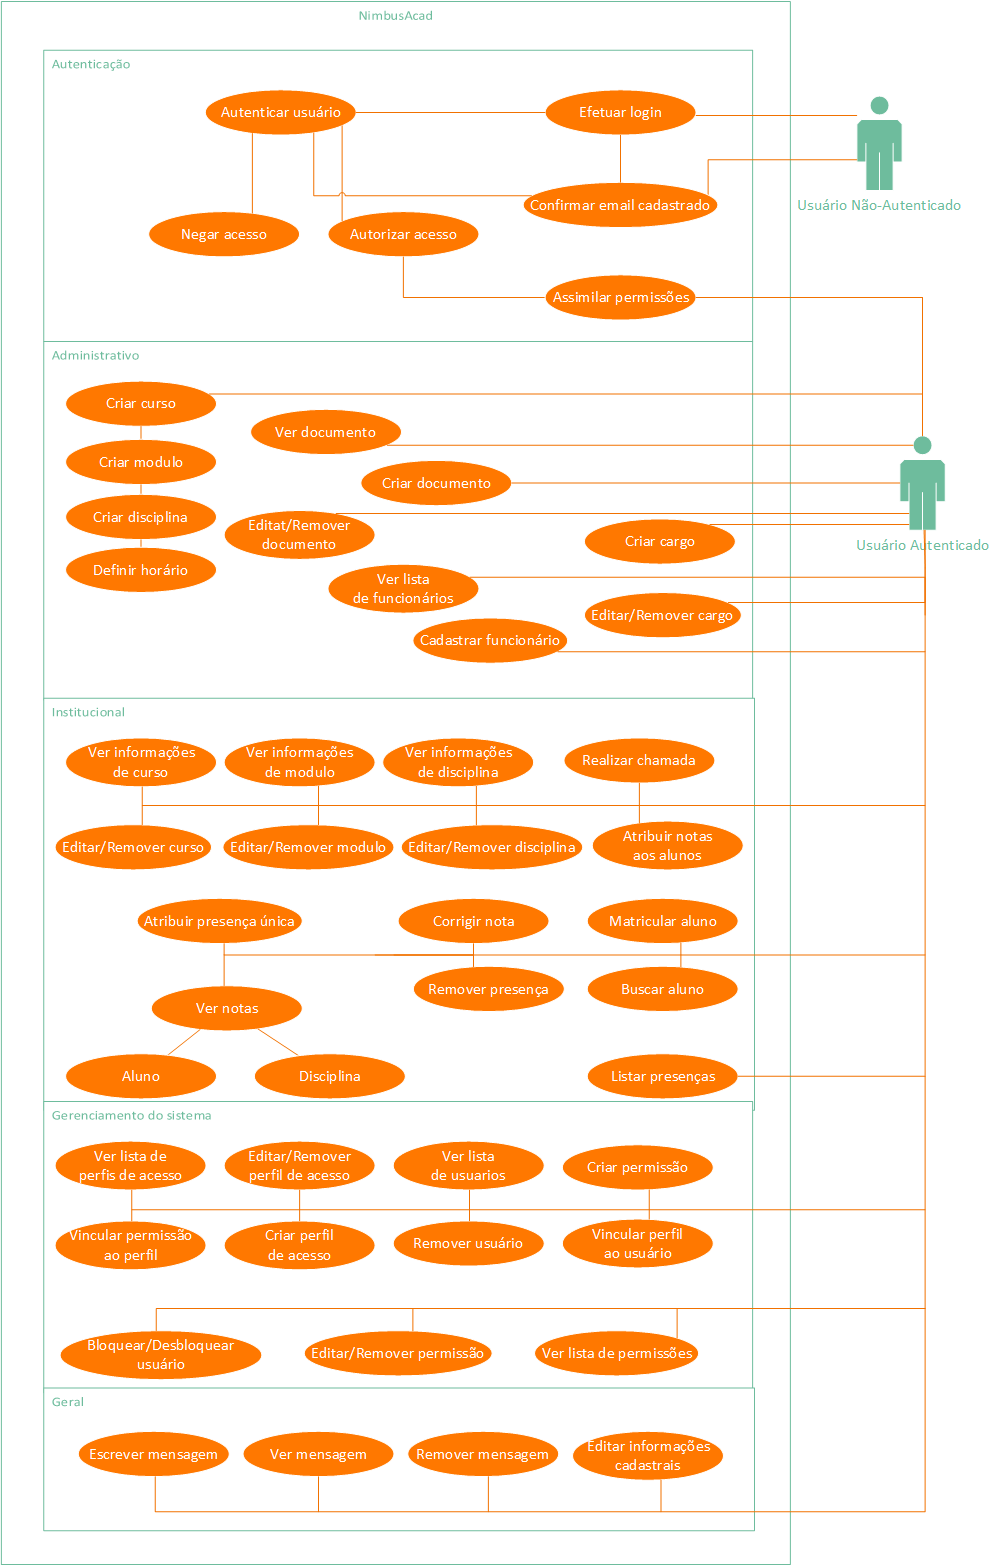 NimbusAcad
Autenticação
Autenticar usuário
Efetuar login
Confirmar email cadastrado
Usuário Não-Autenticado
Negar acesso
Autorizar acesso
Assimilar permissões
Administrativo
Criar curso
Ver documento
Criar modulo
Criar documento
Criar disciplina
Editat/Remover
documento
Criar cargo
Usuário Autenticado
Definir horário
Ver lista
de funcionários
Editar/Remover cargo
Cadastrar funcionário
Institucional
Ver informações
de curso
Ver informações
de modulo
Ver informações
de disciplina
Realizar chamada
Editar/Remover curso
Editar/Remover modulo
Editar/Remover disciplina
Atribuir notas
aos alunos
Atribuir presença única
Corrigir nota
Matricular aluno
Remover presença
Buscar aluno
Ver notas
Aluno
Disciplina
Listar presenças
Gerenciamento do sistema
Ver lista de
perfis de acesso
Editar/Remover
perfil de acesso
Ver lista
de usuarios
Criar permissão
Vincular permissão
ao perfil
Criar perfil
de acesso
Remover usuário
Vincular perfil
ao usuário
Bloquear/Desbloquear
usuário
Editar/Remover permissão
Ver lista de permissões
Geral
Escrever mensagem
Ver mensagem
Remover mensagem
Editar informações
cadastrais